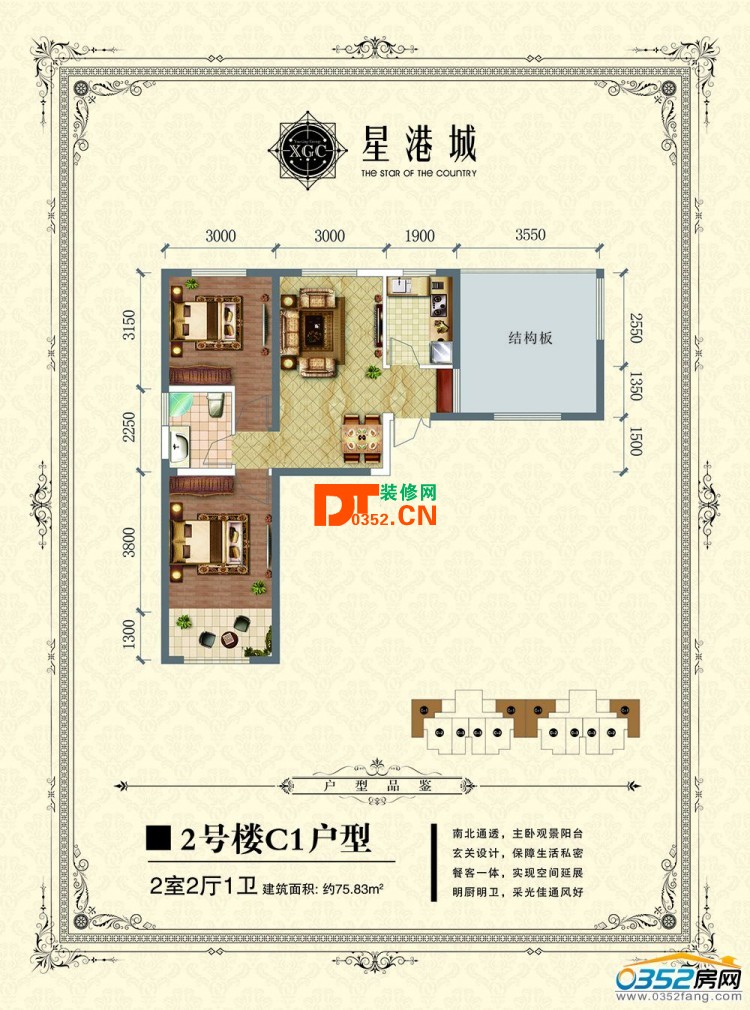 XGC
星港城
THE STAR OF THE COUNTRY
3000 3000 1900 3550
3150
2250
3800
1300
2550
1350
1500
结构板
DT装修网
0352.CN
户型品鉴
■2号楼C1户型
2室2厅1卫 建筑面积: 约75.83m²
南北通透，主卧观景阳台
玄关设计，保障生活私密
餐客一体，实现空间延展
明厨明卫，采光佳通风好
0352房网
www.0352fang.com